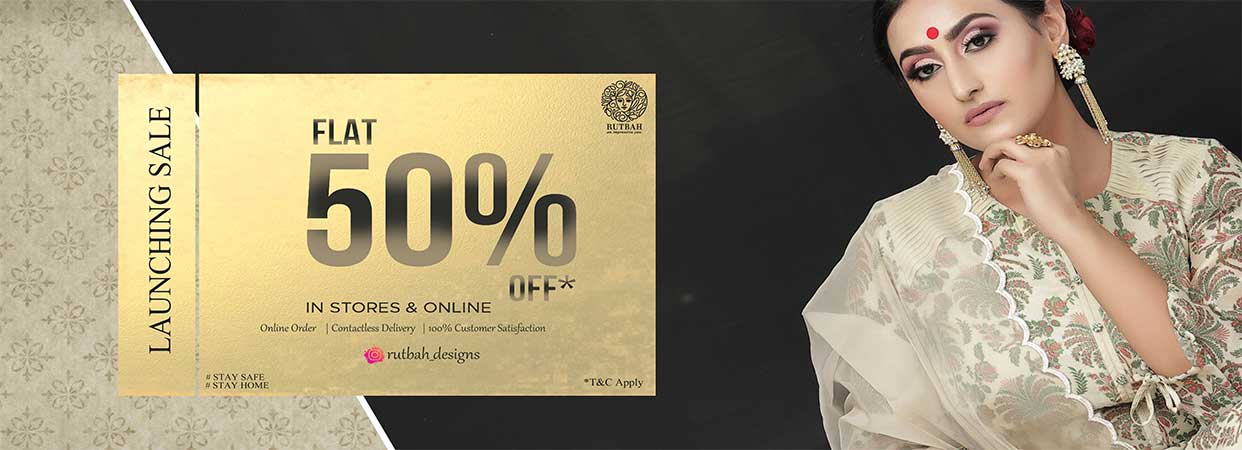 LAUNCHING SALE
FLAT
50%
OFF*
IN STORES & ONLINE
Online Order | Contactless Delivery | 100% Customer Satisfaction
rutbah_designs
# STAY SAFE
# STAY HOME
*T&C Apply
RUTBAH
an impressive you